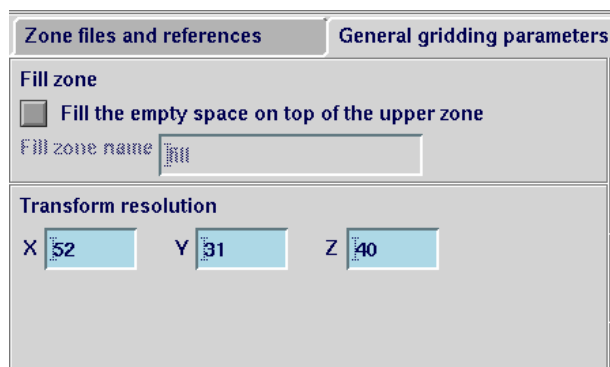 Zone files and references
General gridding parameters
Fill zone
Fill the empty space on top of the upper zone
Fill zone name fill
Transform resolution
X 52 Y 31 Z 40